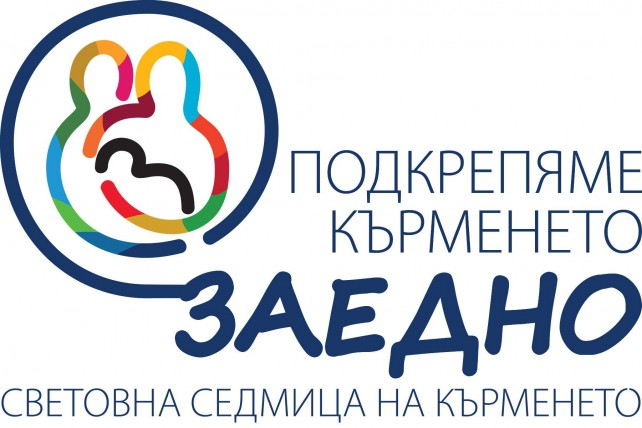 ПОДКРЕПЯМЕ
КЪРМЕНЕТО
ЗАЕДНО
СВЕТОВНА СЕДМИЦА НА КЪРМЕНЕТО